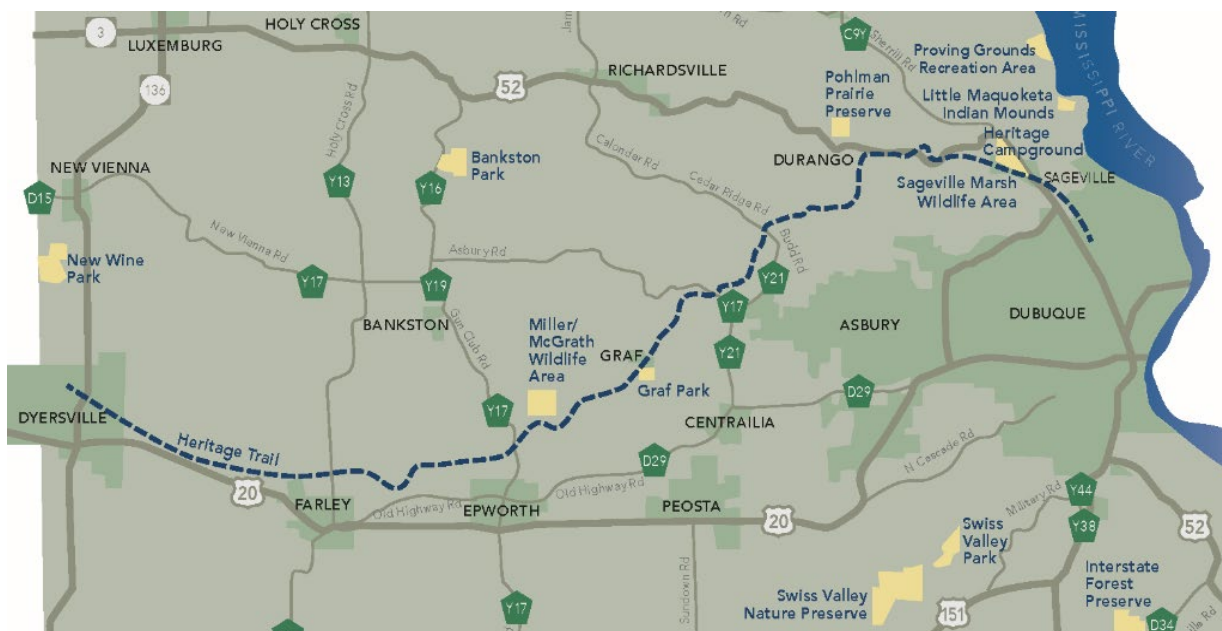 HOLY CROSS
3
LUXEMBURG
136
52
RICHARDSVILLE
C9Y
Sherrill Rd
MISSISSIPPI RIVER
Proving Grounds
Recreation Area
Pohlman
Prairie
Preserve
Little Maquoketa
Indian Mounds
Heritage
Campground
Holy Cross Rd
NEW VIENNA
D15
Y13
Bankston
Park
Y16
Calonder Rd
Cedar Ridge Rd
DURANGO
SAGEVILLE
Sageville Marsh
Wildlife Area
New Wine
Park
New Vienna Rd
Y17
Asbury Rd
Y19
Budd Rd
Y21
Y17
BANKSTON
Gun Club Rd
Miller/
McGrath
Wildlife
Area
GRAF
Graf Park
Y21
ASBURY
DUBUQUE
D29
DYERSVILLE
Heritage Trail
Y17
CENTRAILIA
D29
N Cascade Rd
20
FARLEY
Old Highway Rd
EPWORTH
Old Highway Rd
PEOSTA
20
Y44
Military Rd
Y38
52
Swiss
Valley
Park
Sundown Rd
Y17
Swiss Valley
Nature Preserve
151
Interstate
Forest
Preserve
D34